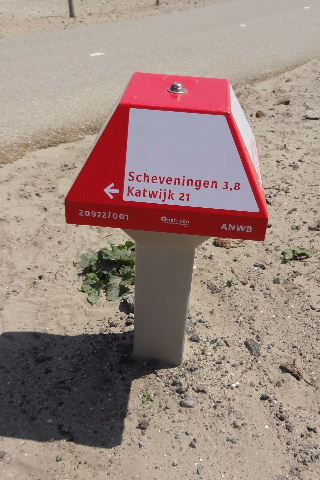 Scheveningen 3,8
← Katwijk 21
20972/001 ANWB